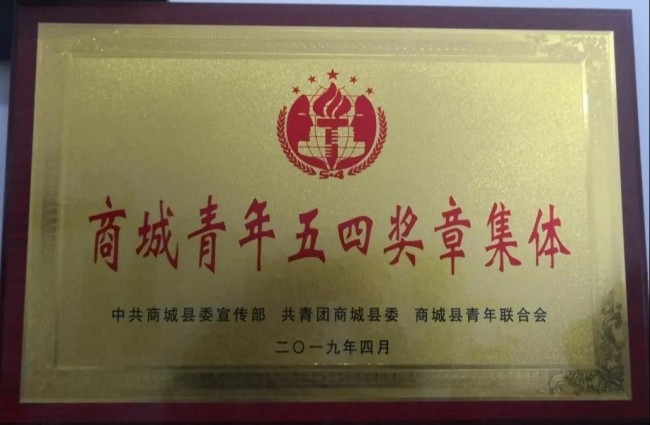 5·4
商城青年五四奖章集体
中共商城县委宣传部 共青团商城县委 商城县青年联合会
二〇一九年四月